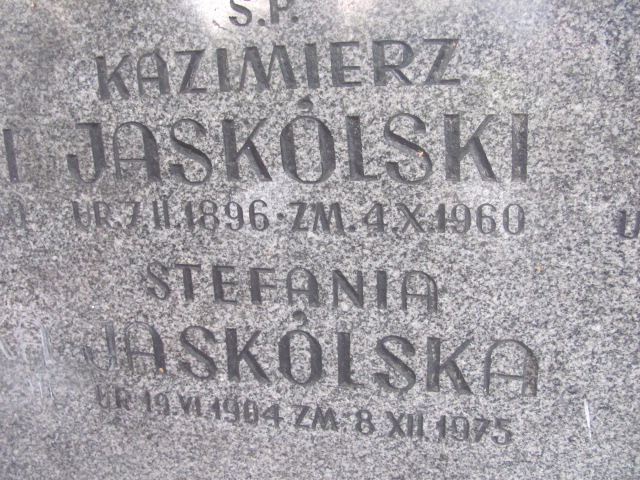 Ś.P.
KAZIMIERZ
JASKÓLSKI
UR.7.II.1896·ZM.4.X.1960
STEFANIA
JASKÓLSKA
UR 19.VI.1904 ZM 8 XII.1975